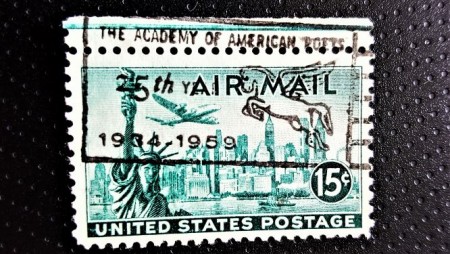 THE ACADEMY OF AMERICAN POETS
25th Y AIR MAIL
1934-1959
15¢
UNITED STATES POSTAGE